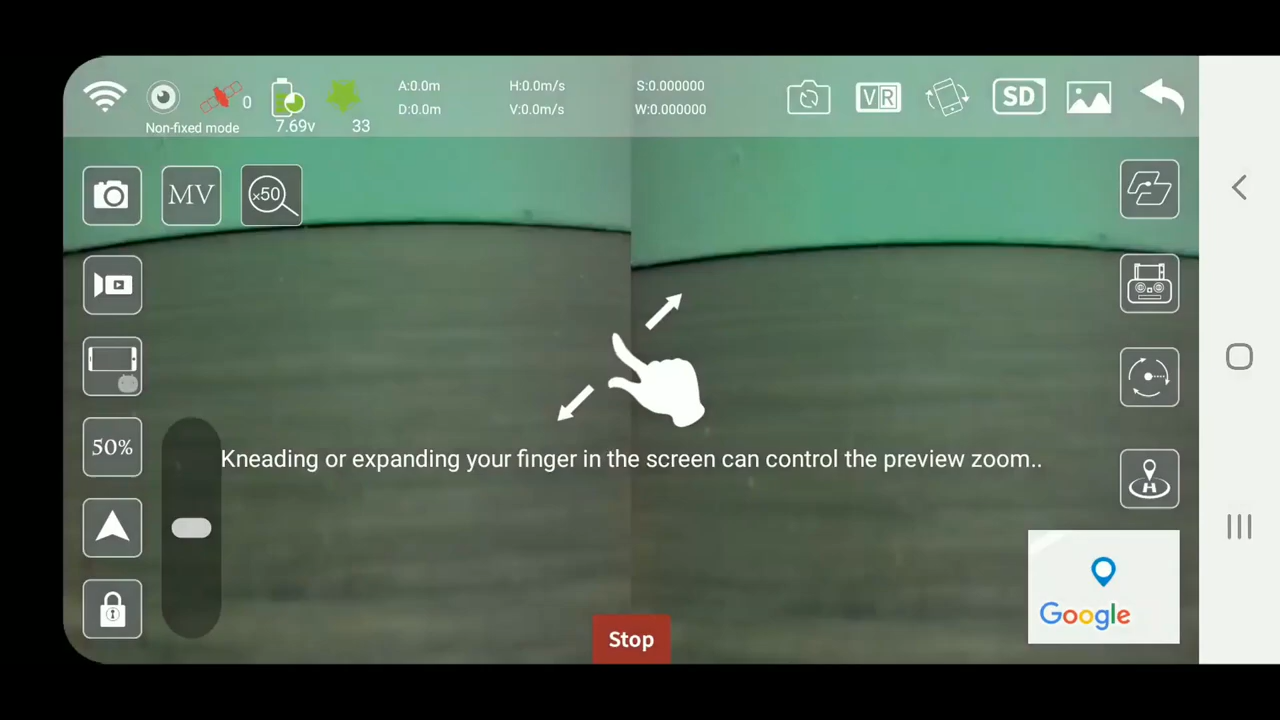 A:0.0m
H:0.0m/s
S:0.000000
VR
SD
0
D:0.0m
V:0.0m/s
W:0.000000
Non-fixed mode
7.69v
33
MV
x50
50%
Kneading or expanding your finger in the screen can control the preview zoom..
H
Google
Stop